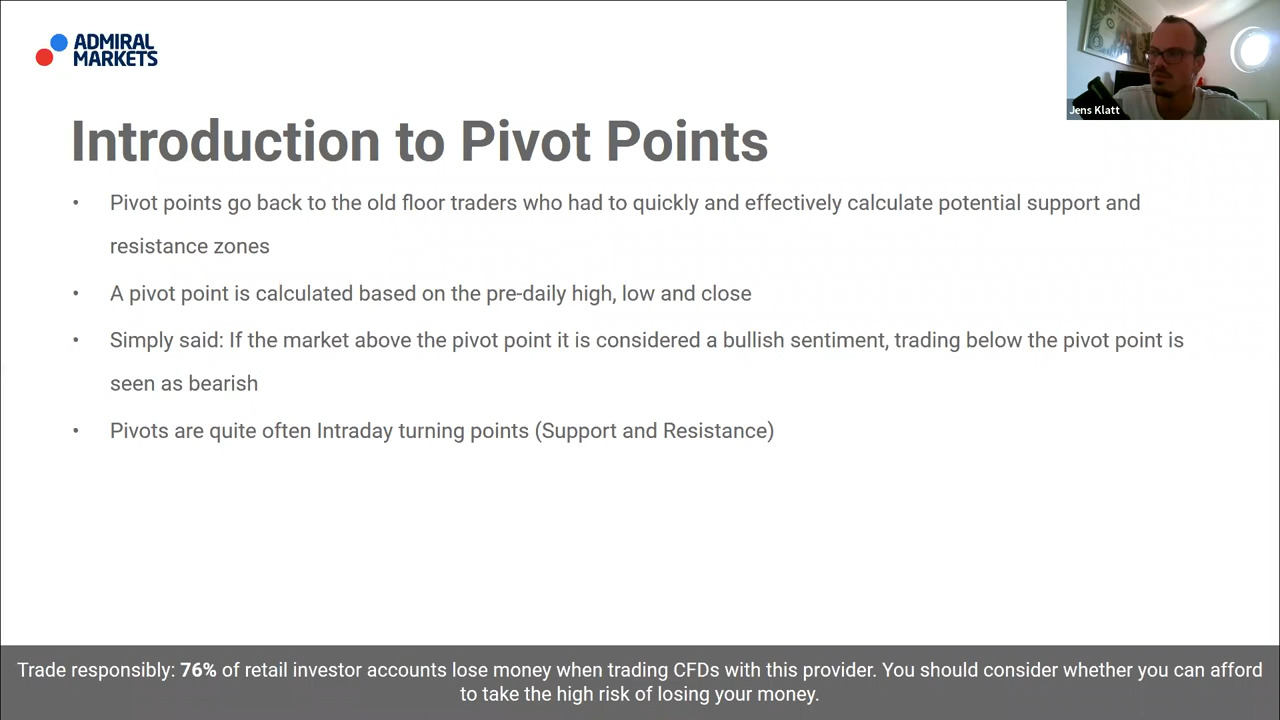 ADMIRAL
MARKETS
Jens Klatt
Introduction to Pivot Points
• Pivot points go back to the old floor traders who had to quickly and effectively calculate potential support and
resistance zones
• A pivot point is calculated based on the pre-daily high, low and close
• Simply said: If the market above the pivot point it is considered a bullish sentiment, trading below the pivot point is
seen as bearish
• Pivots are quite often Intraday turning points (Support and Resistance)
Trade responsibly: 76% of retail investor accounts lose money when trading CFDs with this provider. You should consider whether you can afford
to take the high risk of losing your money.